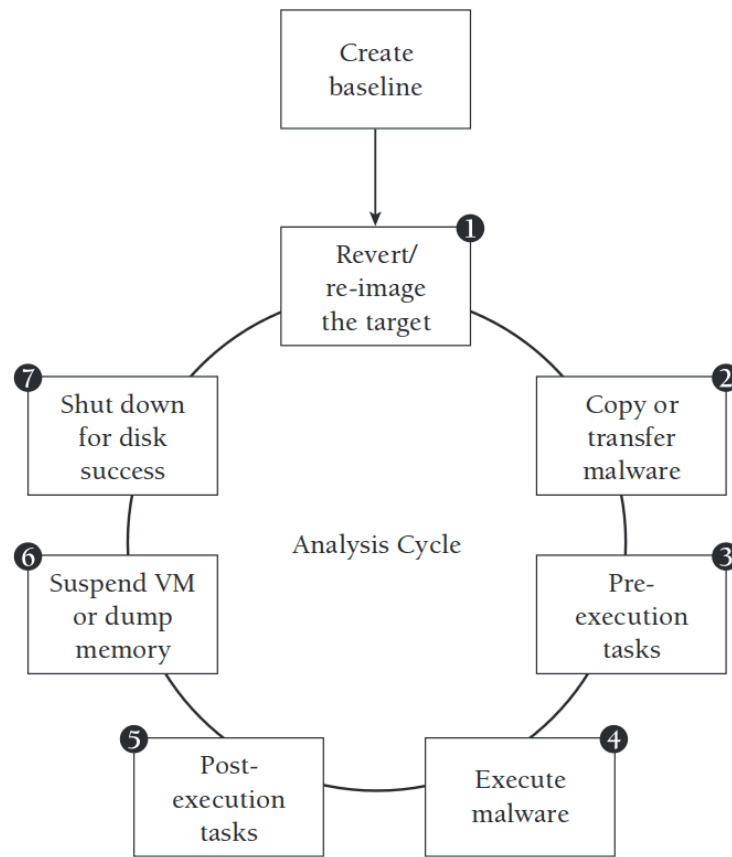 Create
baseline
1
Revert/
re-image
the target
2
Copy or
transfer
malware
3
Pre-
execution
tasks
4
Execute
malware
5
Post-
execution
tasks
6
Suspend VM
or dump
memory
7
Shut down
for disk
success
Analysis Cycle